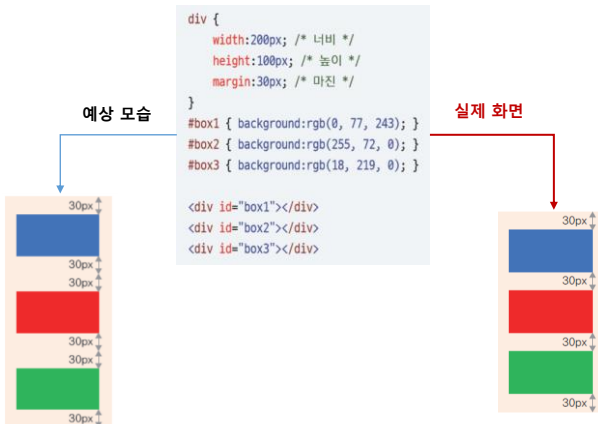 div {
width:200px; /* 너비 */
height:100px; /* 높이 */
margin:30px; /* 마진 */
}
#box1 { background:rgb(0, 77, 243); }
#box2 { background:rgb(255, 72, 0); }
#box3 { background:rgb(18, 219, 0); }
<div id="box1"></div>
<div id="box2"></div>
<div id="box3"></div>
예상 모습
30px
30px
30px
30px
30px
30px
실제 화면
30px
30px
30px
30px